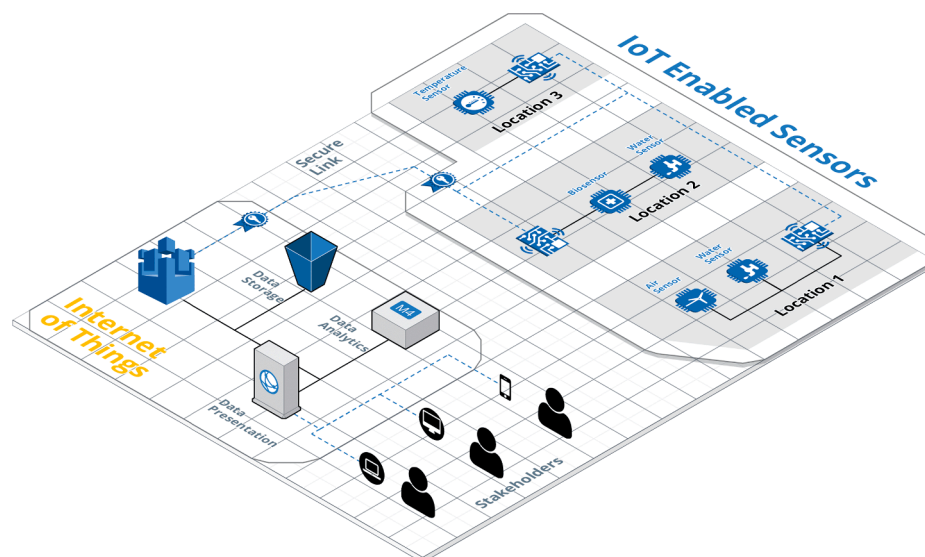 IoT Enabled Sensors
Temperature
Sensor
Location 3
Water
Sensor
Biosensor
Location 2
Water
Sensor
Air
Sensor
Location 1
Secure
Link
Data
Storage
Data
Analytics
M4
Internet
of Things
Data
Presentation
Stakeholders